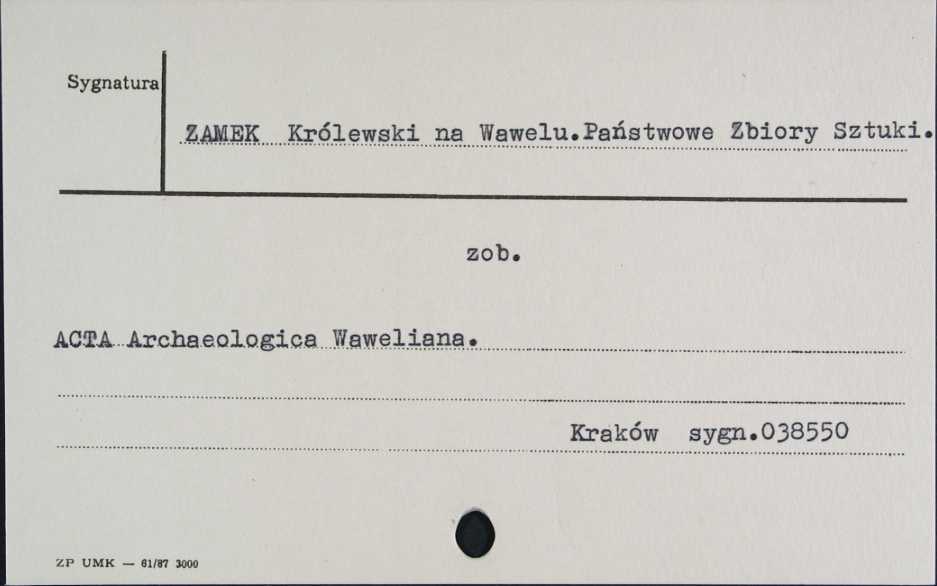 Sygnatura
ZAMEK Królewski na Wawelu.Państwowe Zbiory Sztuki.
zob.
ACTA Archaeologica Waweliana.
Kraków sygn.038550
ZP UMK — 61/87 3000